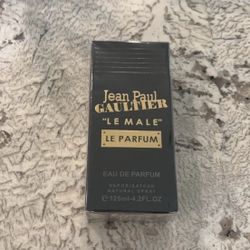 Jean Paul
GAULTIER
"LE MALE"
LE PARFUM
EAU DE PARFUM
VAPORISATEUR
NATURAL SPRAY
℮ 125ml-4.2FL.OZ